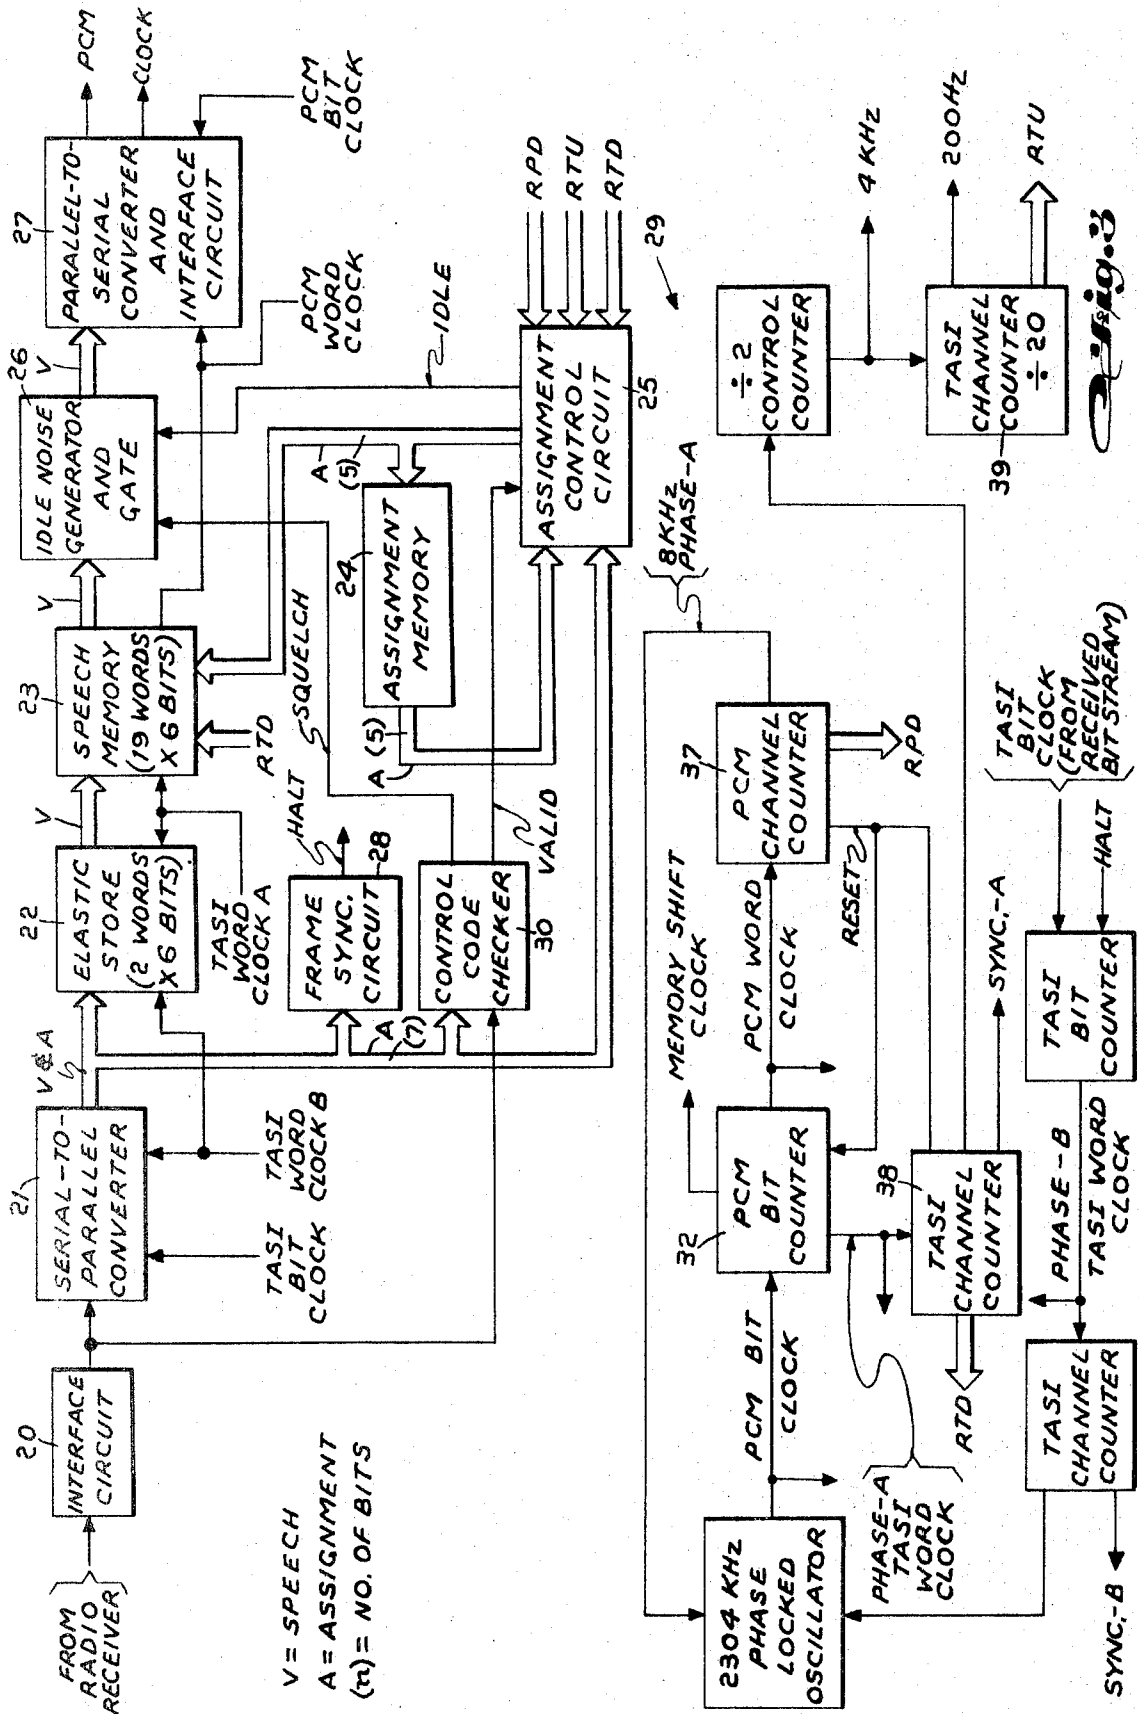 FROM
RADIO
RECEIVER
20
INTERFACE
CIRCUIT
21
SERIAL-TO-
PARALLEL
CONVERTER
TASI
BIT
CLOCK
TASI
WORD
CLOCK B
V & A
22
ELASTIC
STORE
(2 WORDS
X 6 BITS)
TASI
WORD
CLOCK A
V
23
SPEECH
MEMORY
(19 WORDS
X 6 BITS)
RTD
V
26
IDLE NOISE
GENERATOR
AND
GATE
V
27
PARALLEL-TO-
SERIAL
CONVERTER
AND
INTERFACE
CIRCUIT
PCM
CLOCK
PCM
BIT
CLOCK
PCM
WORD
CLOCK
IDLE
FRAME
SYNC.
CIRCUIT
28
HALT
SQUELCH
A
(7)
CONTROL
CODE
CHECKER
30
VALID
24
ASSIGNMENT
MEMORY
A
(5)
A
(5)
ASSIGNMENT
CONTROL
CIRCUIT
25
RPD
RTU
RTD
V = SPEECH
A = ASSIGNMENT
(n) = NO. OF BITS
29
2304 KHz
PHASE
LOCKED
OSCILLATOR
PCM BIT
CLOCK
32
PCM
BIT
COUNTER
MEMORY SHIFT
CLOCK
PCM WORD
CLOCK
37
PCM
CHANNEL
COUNTER
8KHz
PHASE-A
RPD
RESET
PHASE-A
TASI
WORD
CLOCK
38
TASI
CHANNEL
COUNTER
RTD
SYNC.-A
÷ 2
CONTROL
COUNTER
4 KHz
TASI
CHANNEL
COUNTER
÷ 20
39
200Hz
RTU
TASI
BIT
CLOCK
(FROM
RECEIVED
BIT STREAM)
HALT
TASI
BIT
COUNTER
PHASE-B
TASI WORD
CLOCK
TASI
CHANNEL
COUNTER
SYNC.-B
Fig.3